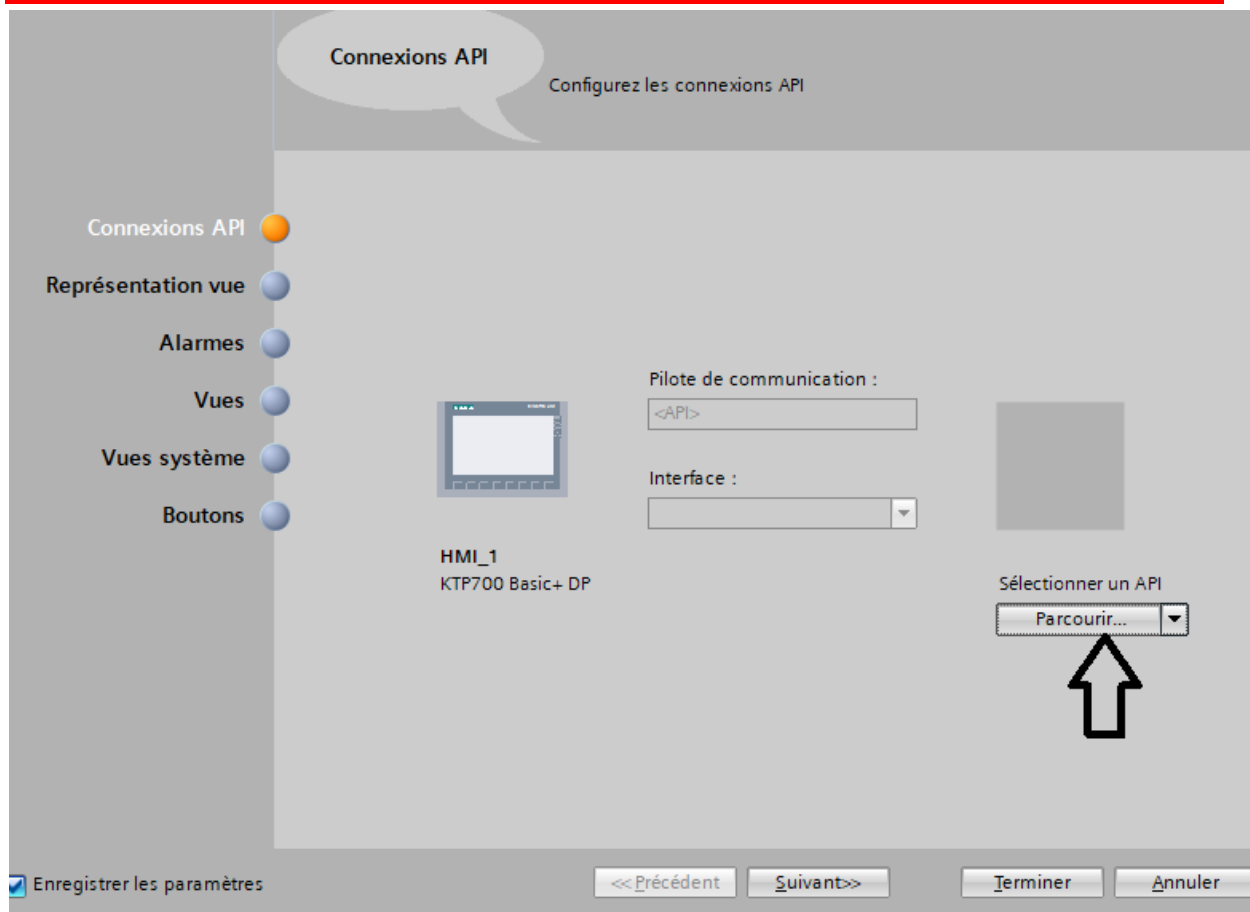 Connexions API
Configurez les connexions API
Connexions API
Représentation vue
Alarmes
Vues
Vues système
Boutons
Pilote de communication :
<API>
Interface :
HMI_1
KTP700 Basic+ DP
Sélectionner un API
Parcourir...
Enregistrer les paramètres
<<Précédent
Suivant>>
Terminer
Annuler